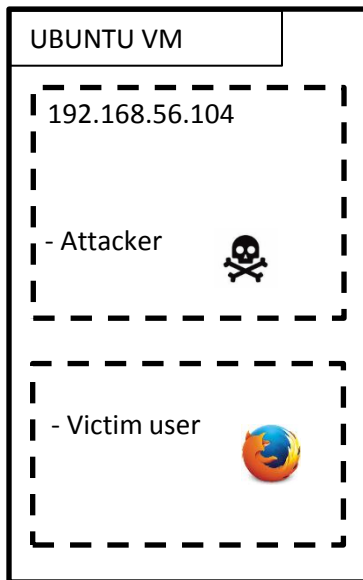 UBUNTU VM
192.168.56.104
- Attacker
- Victim user